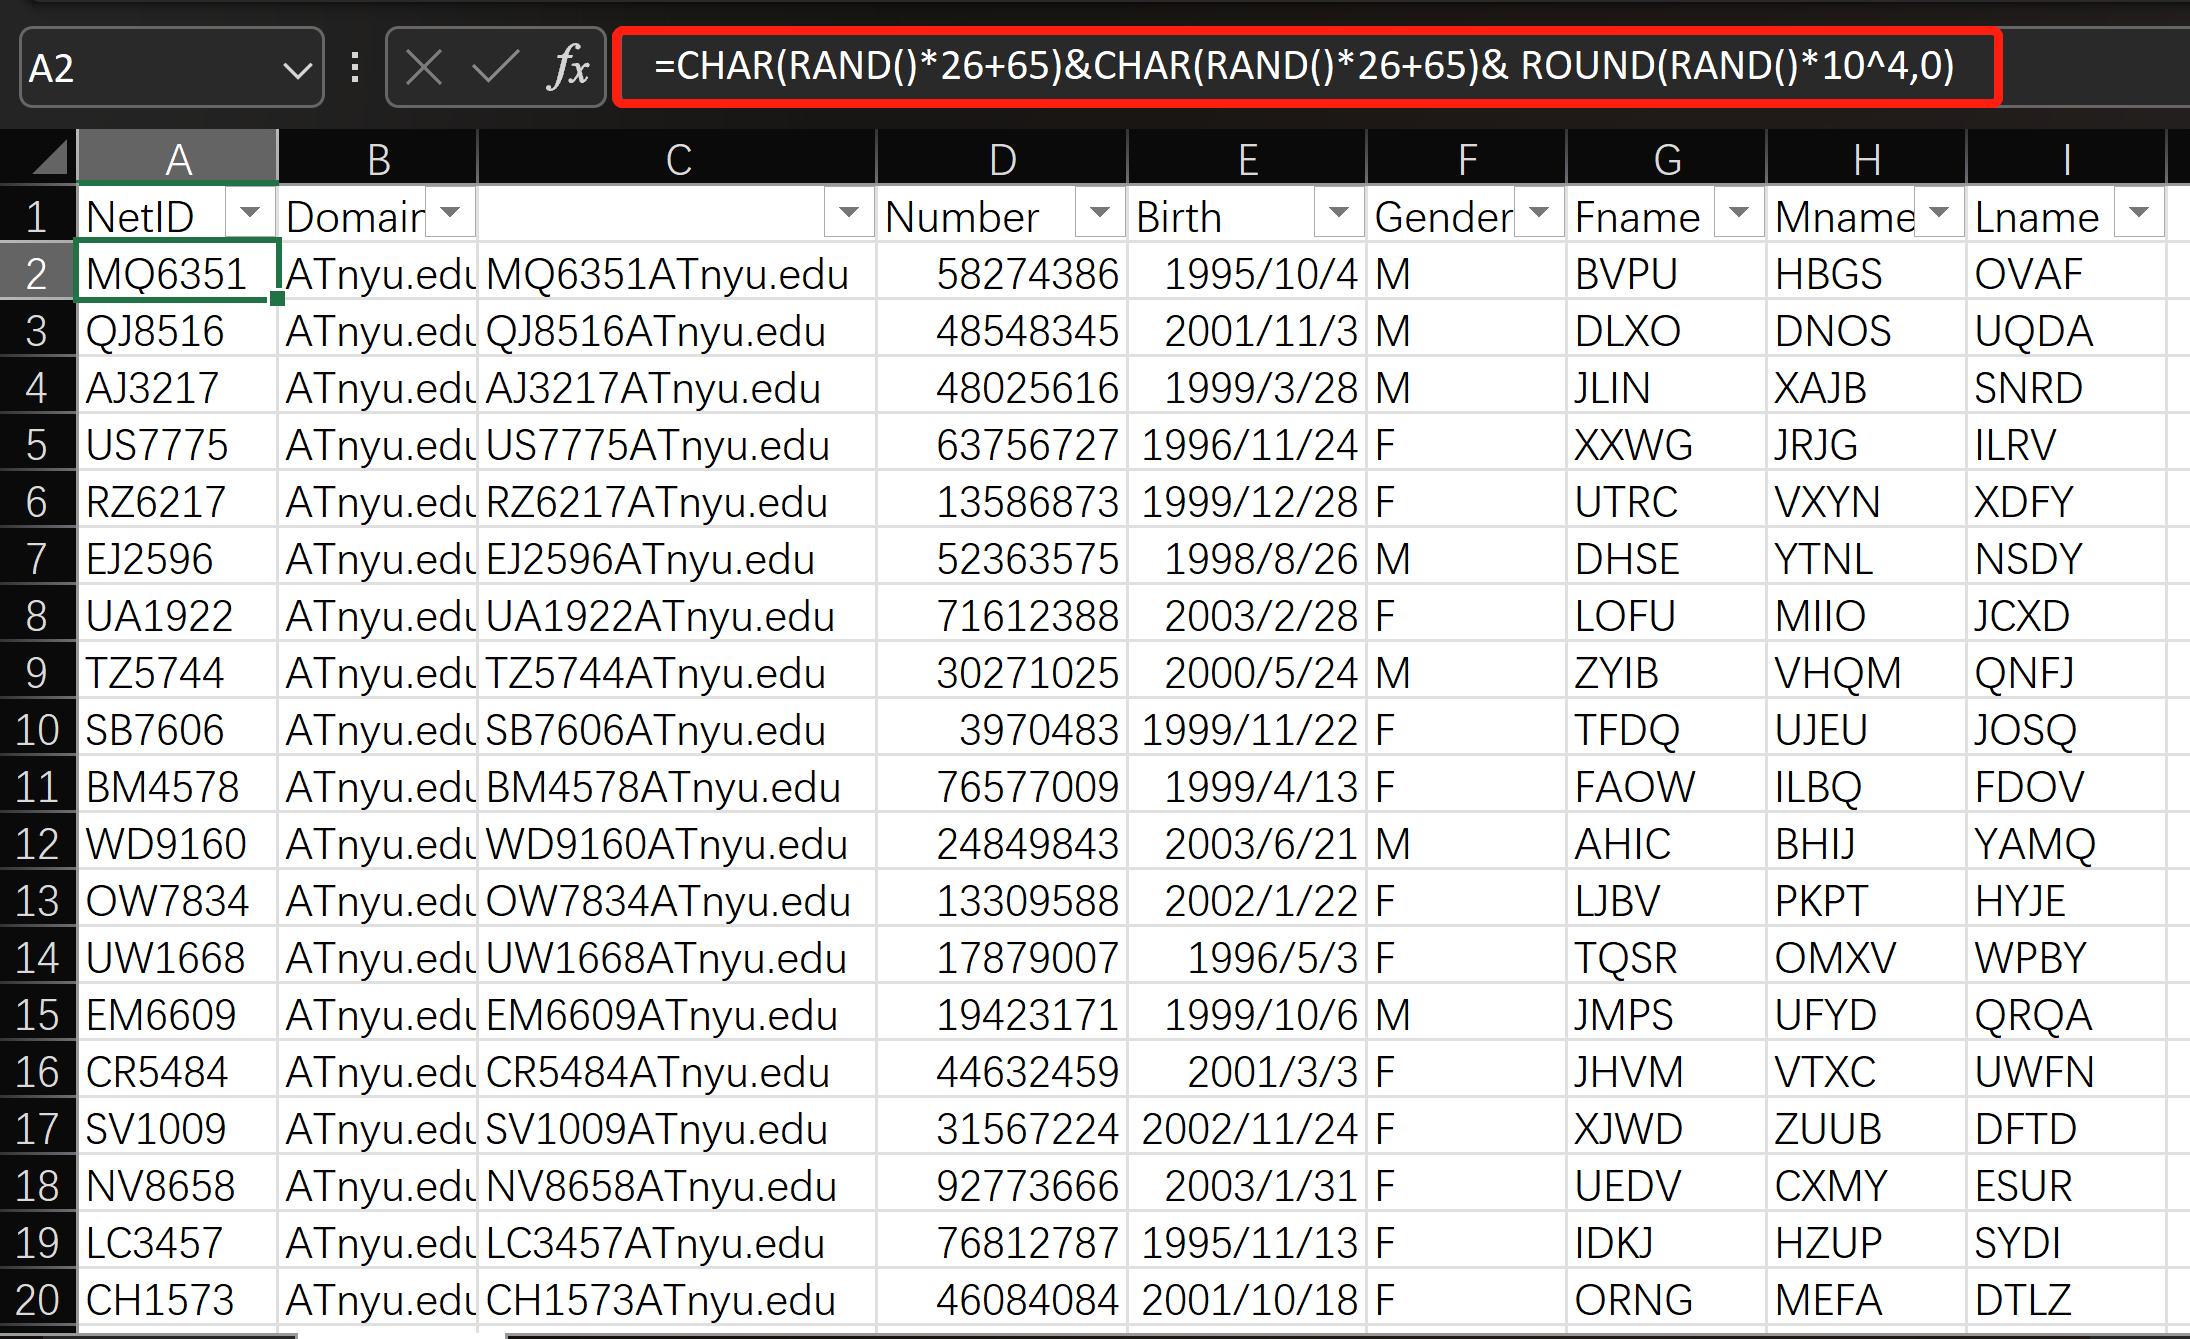 A2 fx =CHAR(RAND()*26+65)&CHAR(RAND()*26+65)& ROUND(RAND()*10^4,0)
A B C D E F G H I
1 NetID Domain Number Birth Gender Fname Mname Lname
2 MQ6351 ATnyu.edu MQ6351ATnyu.edu 58274386 1995/10/4 M BVPU HBGS OVAF
3 QJ8516 ATnyu.edu QJ8516ATnyu.edu 48548345 2001/11/3 M DLXO DNOS UQDA
4 AJ3217 ATnyu.edu AJ3217ATnyu.edu 48025616 1999/3/28 M JLIN XAJB SNRD
5 US7775 ATnyu.edu US7775ATnyu.edu 63756727 1996/11/24 F XXWG JRJG ILRV
6 RZ6217 ATnyu.edu RZ6217ATnyu.edu 13586873 1999/12/28 F UTRC VXYN XDFY
7 EJ2596 ATnyu.edu EJ2596ATnyu.edu 52363575 1998/8/26 M DHSE YTNL NSDY
8 UA1922 ATnyu.edu UA1922ATnyu.edu 71612388 2003/2/28 F LOFU MIIO JCXD
9 TZ5744 ATnyu.edu TZ5744ATnyu.edu 30271025 2000/5/24 M ZYIB VHQM QNFJ
10 SB7606 ATnyu.edu SB7606ATnyu.edu 3970483 1999/11/22 F TFDQ UJEU JOSQ
11 BM4578 ATnyu.edu BM4578ATnyu.edu 76577009 1999/4/13 F FAOW ILBQ FDOV
12 WD9160 ATnyu.edu WD9160ATnyu.edu 24849843 2003/6/21 M AHIC BHIJ YAMQ
13 OW7834 ATnyu.edu OW7834ATnyu.edu 13309588 2002/1/22 F LJBV PKPT HYJE
14 UW1668 ATnyu.edu UW1668ATnyu.edu 17879007 1996/5/3 F TQSR OMXV WPBY
15 EM6609 ATnyu.edu EM6609ATnyu.edu 19423171 1999/10/6 M JMPS UFYD QRQA
16 CR5484 ATnyu.edu CR5484ATnyu.edu 44632459 2001/3/3 F JHVM VTXC UWFN
17 SV1009 ATnyu.edu SV1009ATnyu.edu 31567224 2002/11/24 F XJWD ZUUB DFTD
18 NV8658 ATnyu.edu NV8658ATnyu.edu 92773666 2003/1/31 F UEDV CXMY ESUR
19 LC3457 ATnyu.edu LC3457ATnyu.edu 76812787 1995/11/13 F IDKJ HZUP SYDI
20 CH1573 ATnyu.edu CH1573ATnyu.edu 46084084 2001/10/18 F ORNG MEFA DTLZ